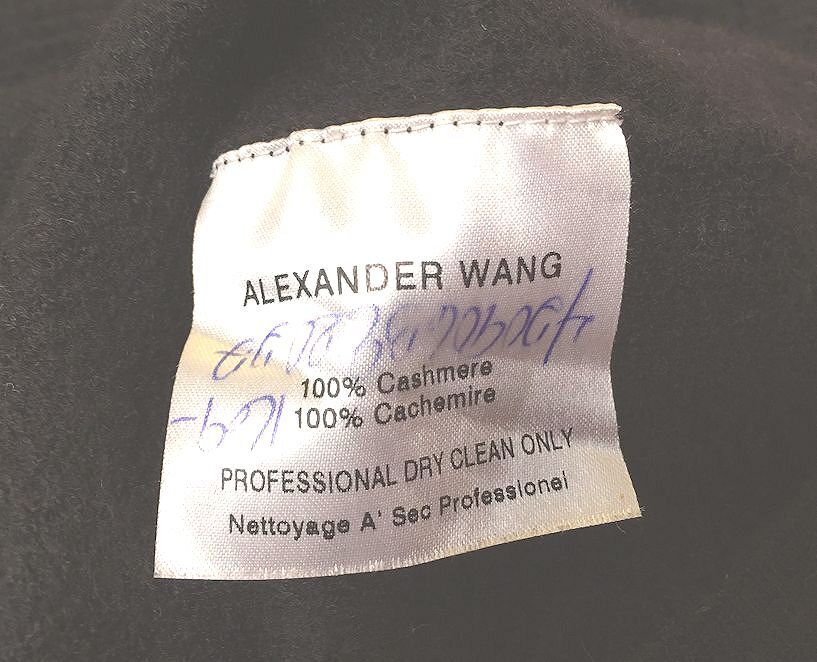 ALEXANDER WANG
100% Cashmere
100% Cachemire
PROFESSIONAL DRY CLEAN ONLY
Nettoyage A' Sec Professionel